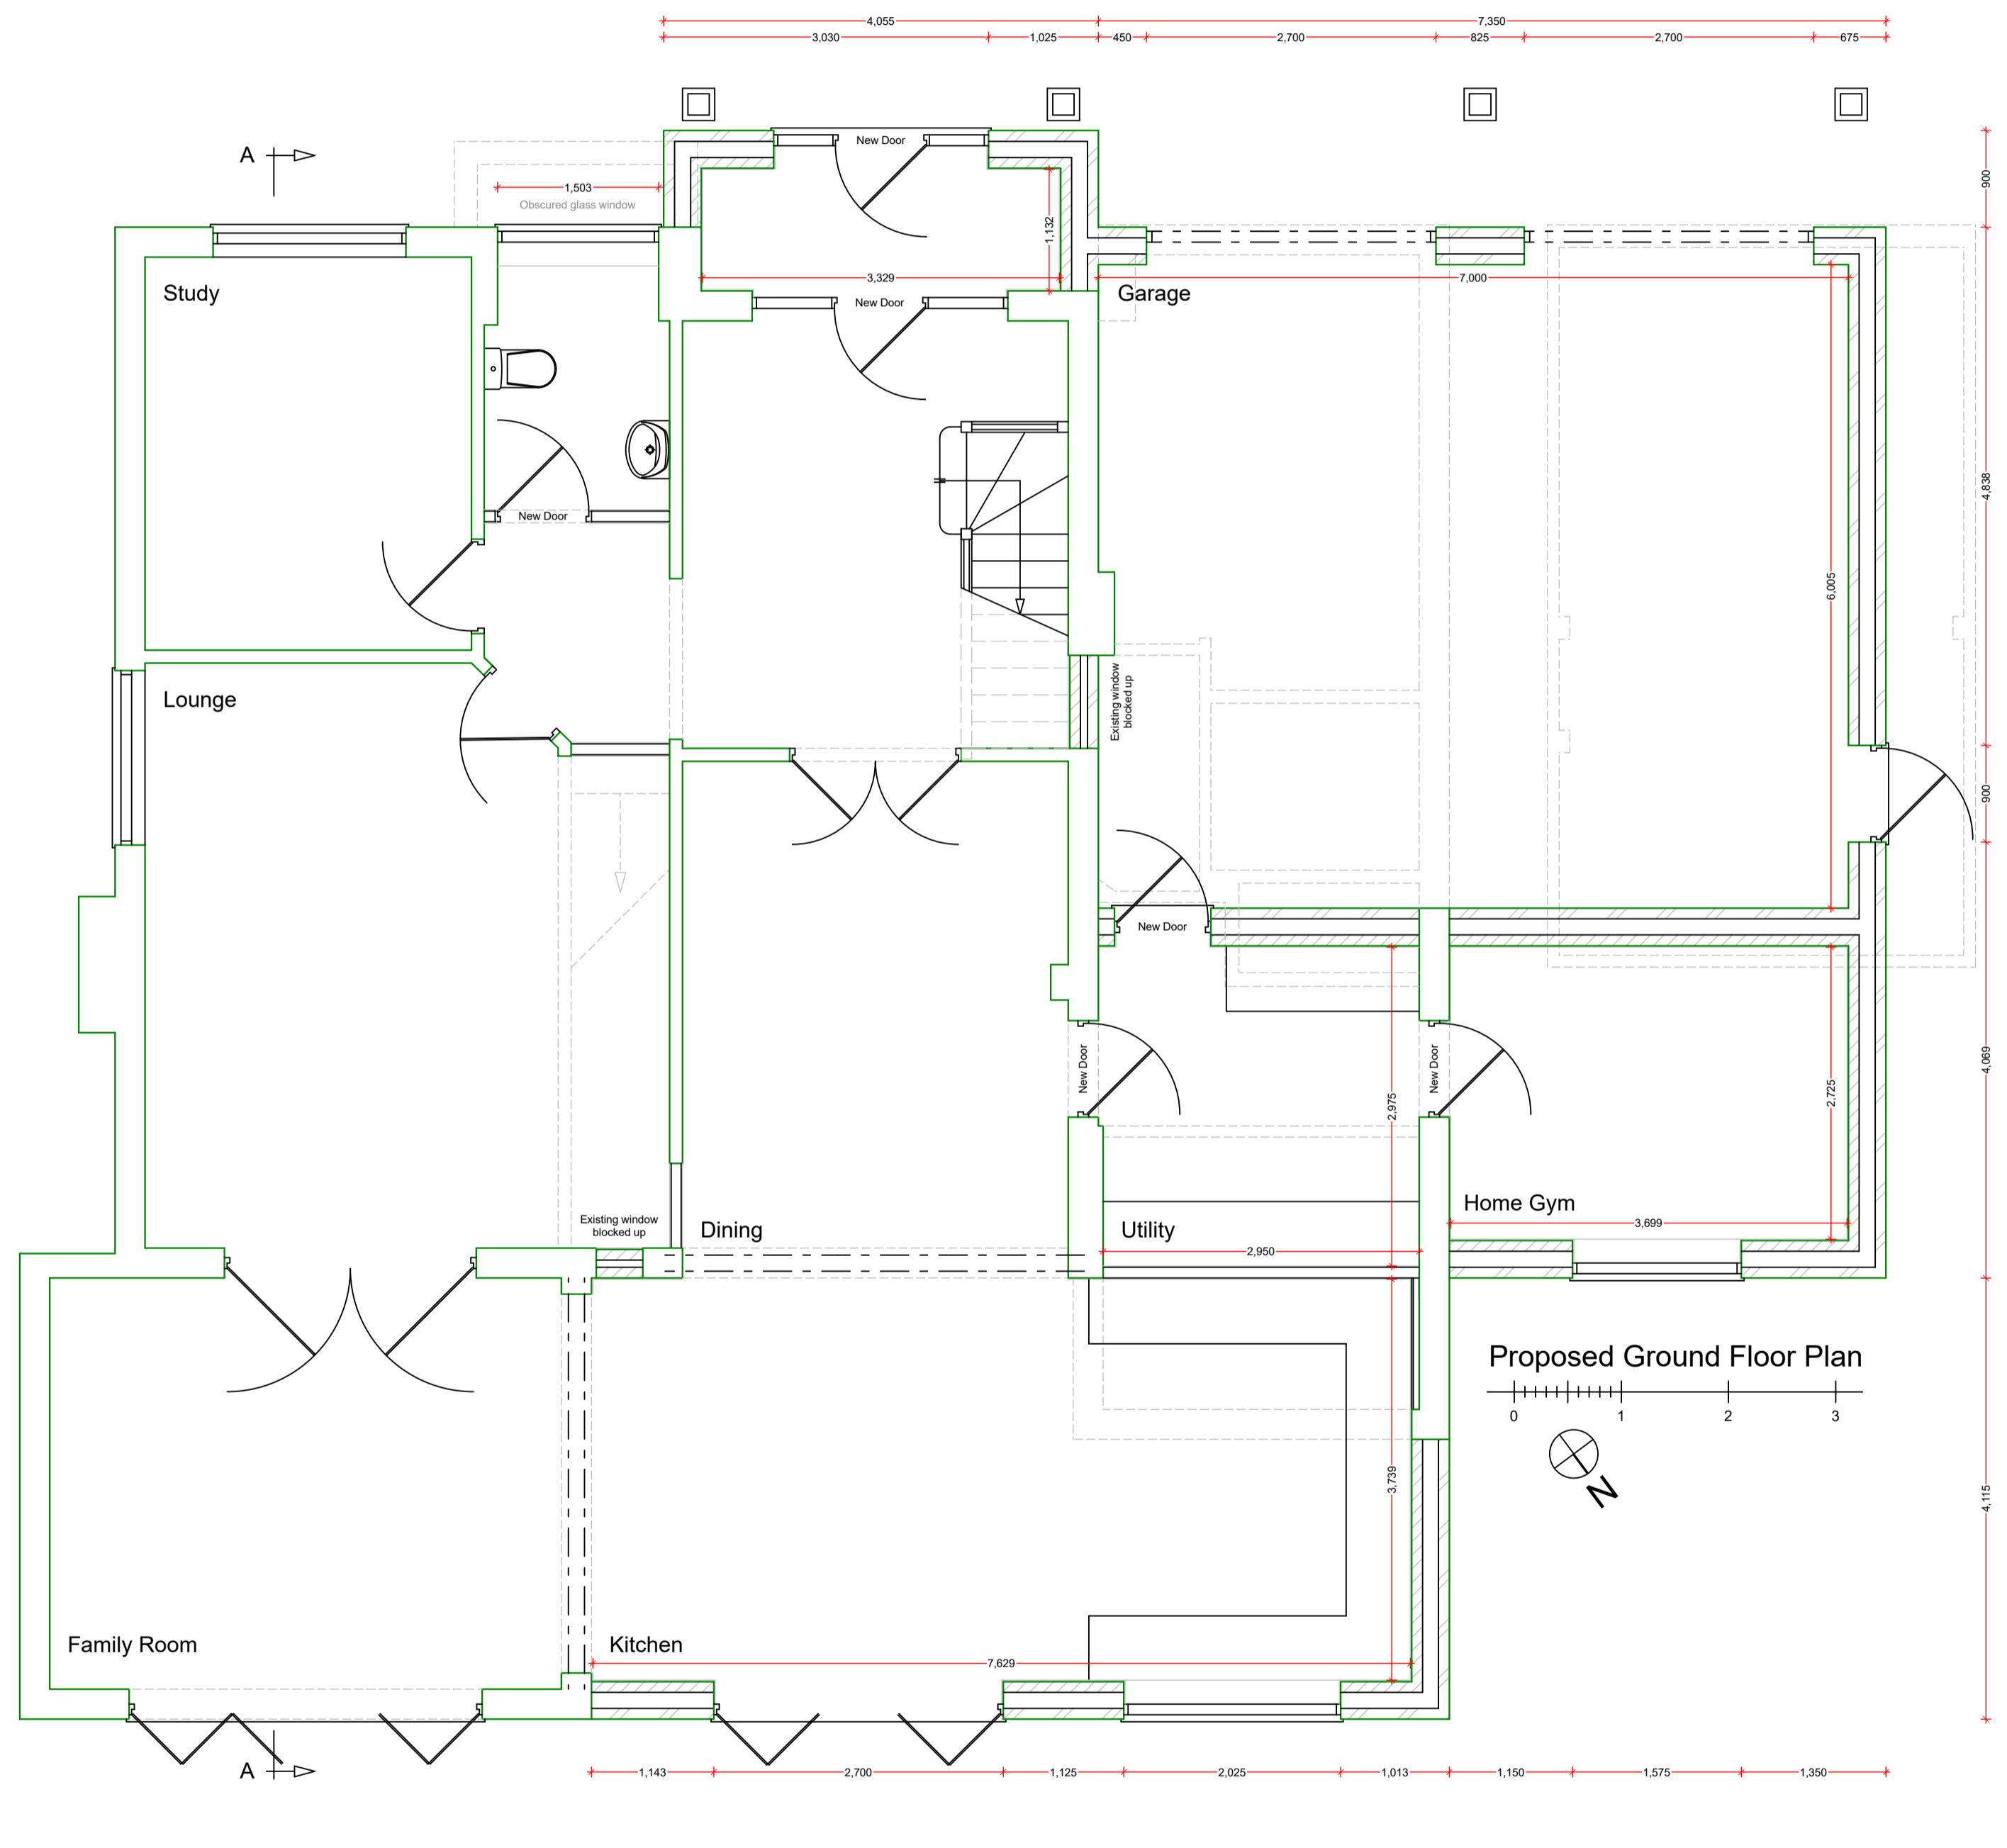 4,055
7,350
3,030
1,025
450
2,700
825
2,700
675
A
New Door
900
1,503
Obscured glass window
1,132
3,329
7,000
Study
New Door
Garage
4,838
New Door
6,005
Existing window
blocked up
Lounge
900
New Door
New Door
New Door
2,975
2,725
4,069
Home Gym
Existing window
blocked up
Dining
Utility
3,699
2,950
Proposed Ground Floor Plan
0 1 2 3
N
3,739
4,115
Family Room
Kitchen
7,629
A
1,143
2,700
1,125
2,025
1,013
1,150
1,575
1,350